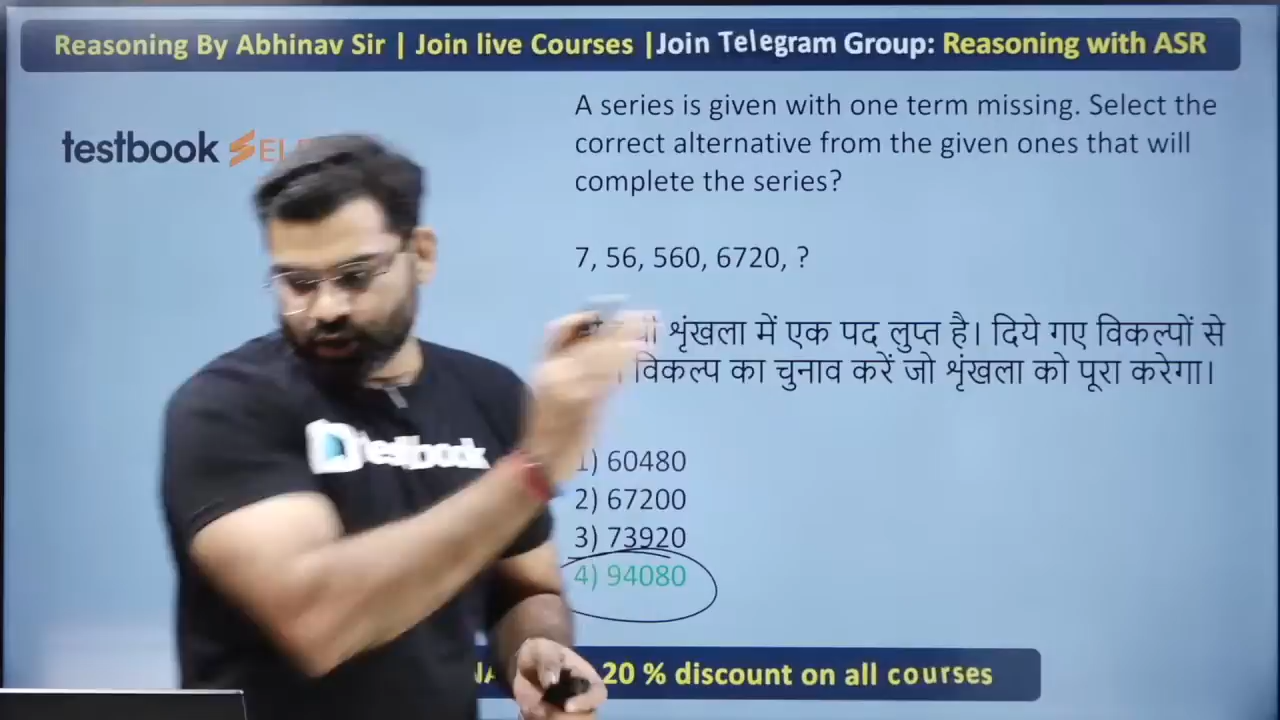 Reasoning By Abhinav Sir | Join live Courses |Join Telegram Group: Reasoning with ASR
testbook
A series is given with one term missing. Select the
correct alternative from the given ones that will
complete the series?
7, 56, 560, 6720, ?
शृंखला में एक पद लुप्त है। दिये गए विकल्पों से
विकल्प का चुनाव करें जो शृंखला को पूरा करेगा।
testbook
1) 60480
2) 67200
3) 73920
4) 94080
20 % discount on all courses